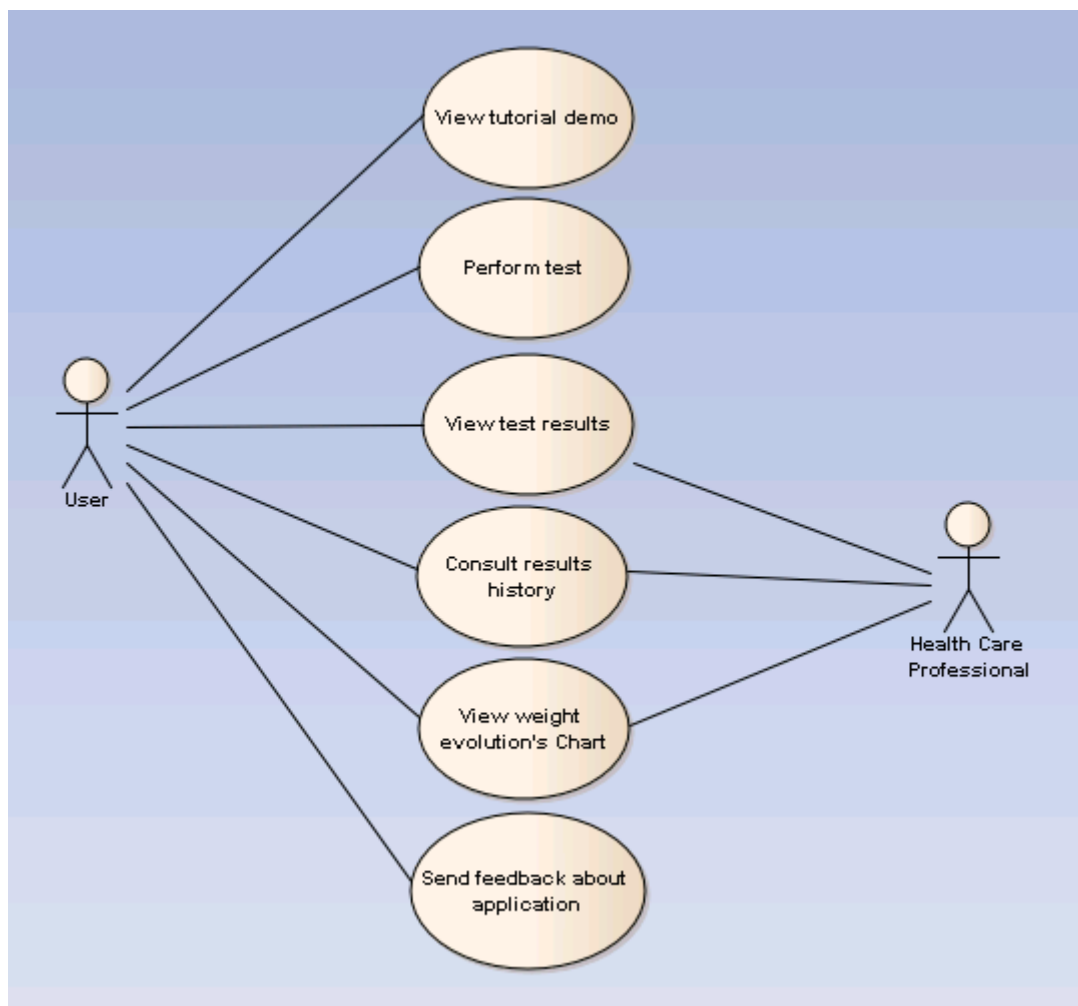 View tutorial demo
Perform test
View test results
User
Consult results
history
Health Care
Professional
View weight
evolution's Chart
Send feedback about
application